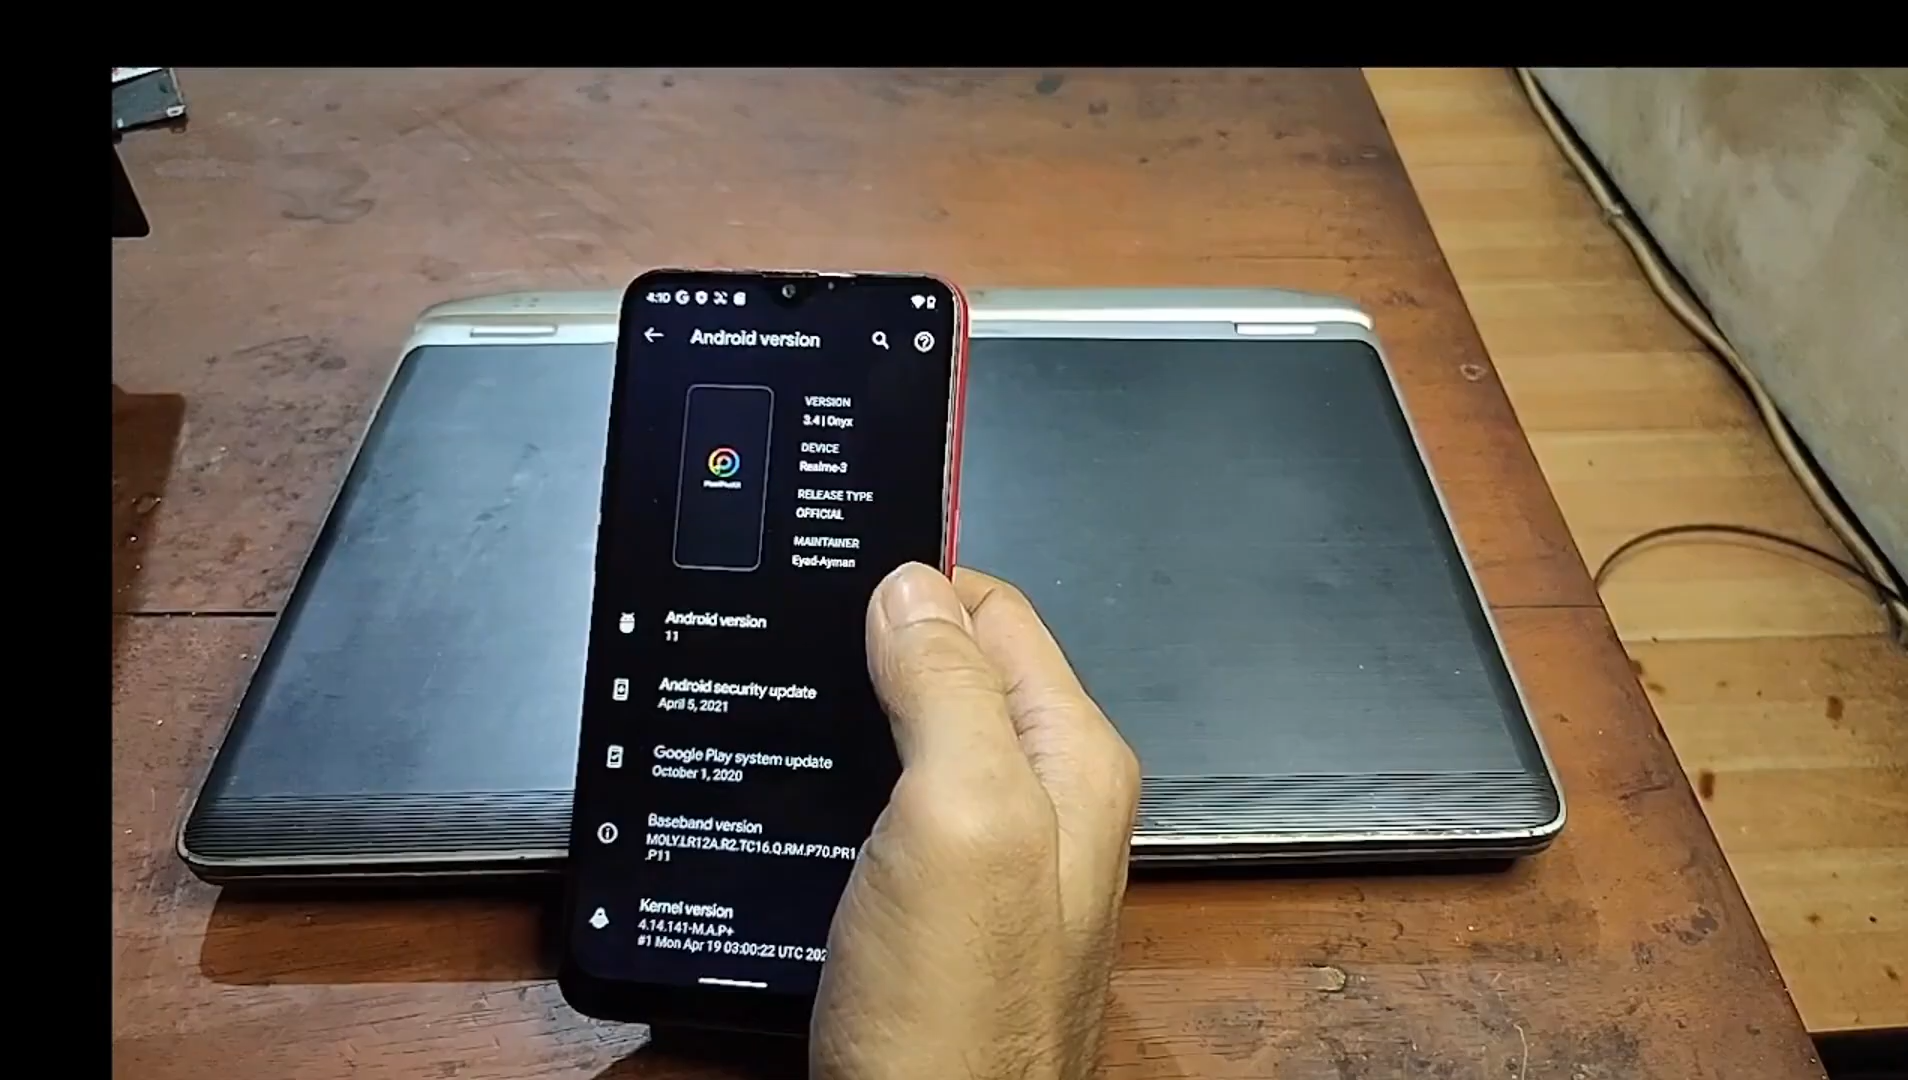 4:10
Android version
VERSION
3.4 | Onyx
DEVICE
Realme-3
RELEASE TYPE
OFFICIAL
MAINTAINER
Eyad-Ayman
Android version
11
Android security update
April 5, 2021
Google Play system update
October 1, 2020
Baseband version
MOLY.LR12A.R2.TC16.Q.RM.P70.PR1
.P11
Kernel version
4.14.141-M.A.P+
#1 Mon Apr 19 03:00:22 UTC 202